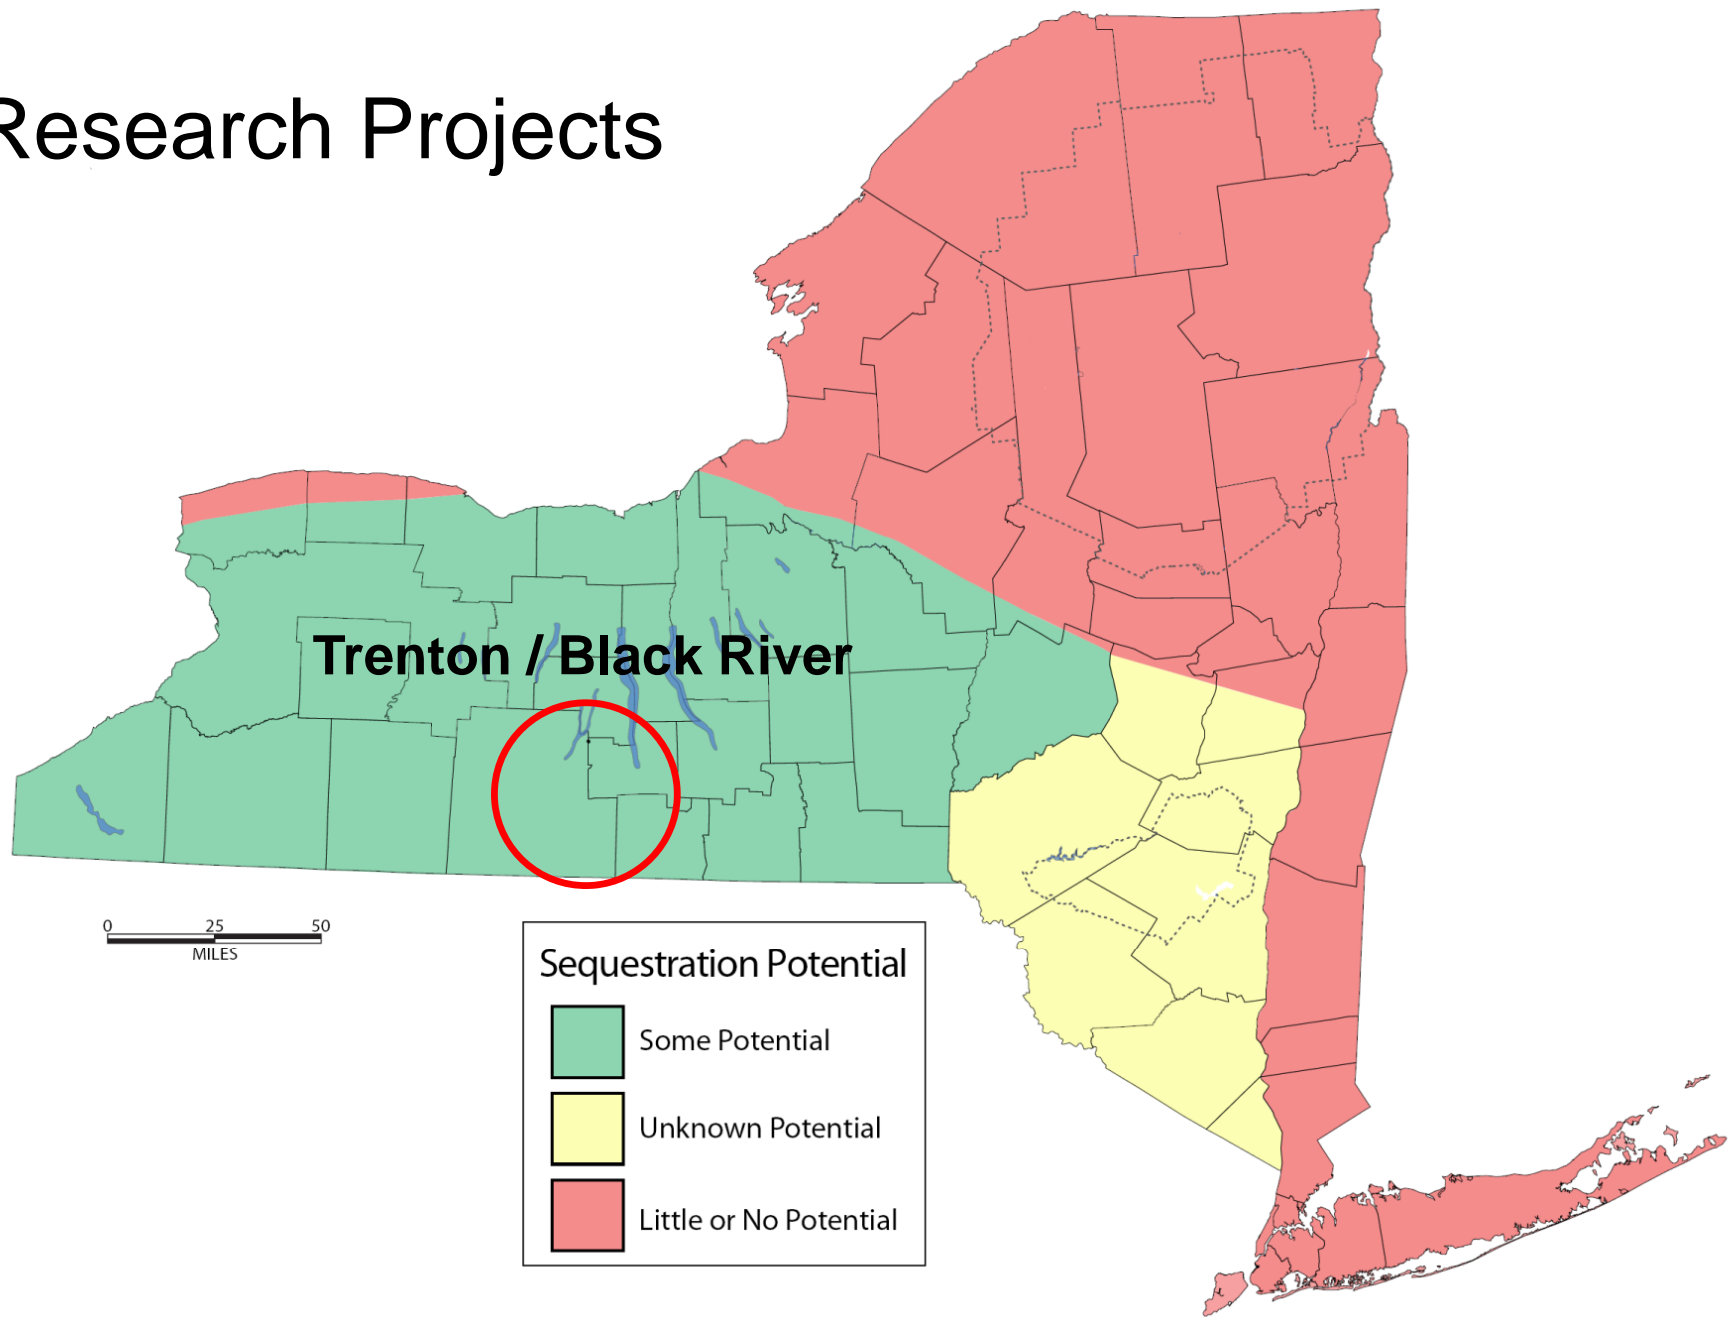 Research Projects
Trenton / Black River
0 25 50
MILES
Sequestration Potential
Some Potential
Unknown Potential
Little or No Potential